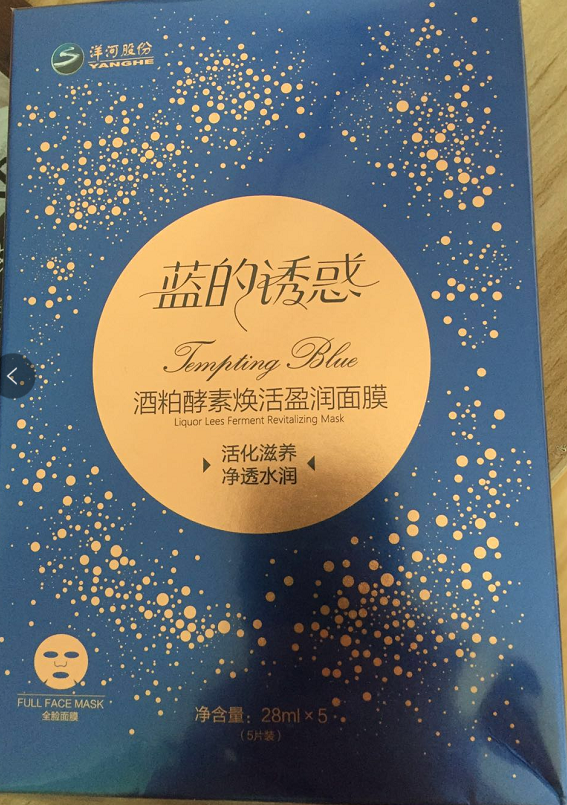 洋河股份
YANGHE
蓝的诱惑
Tempting Blue
酒粕酵素焕活盈润面膜
Liquor Lees Ferment Revitalizing Mask
活化滋养
净透水润
FULL FACE MASK
全脸面膜
净含量：28ml×5
（5片装）